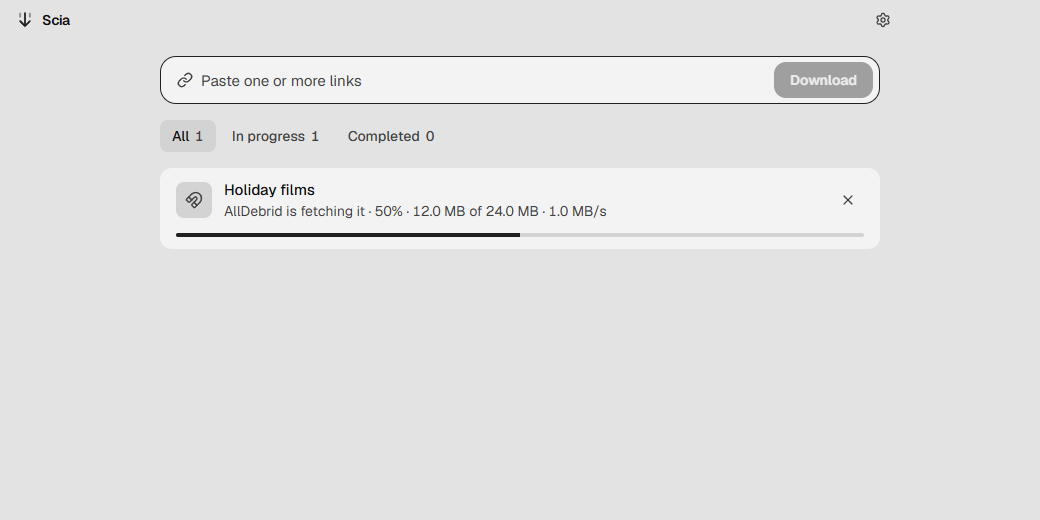 Scia
Paste one or more links
Download
All 1
In progress 1
Completed 0
Holiday films
AllDebrid is fetching it · 50% · 12.0 MB of 24.0 MB · 1.0 MB/s